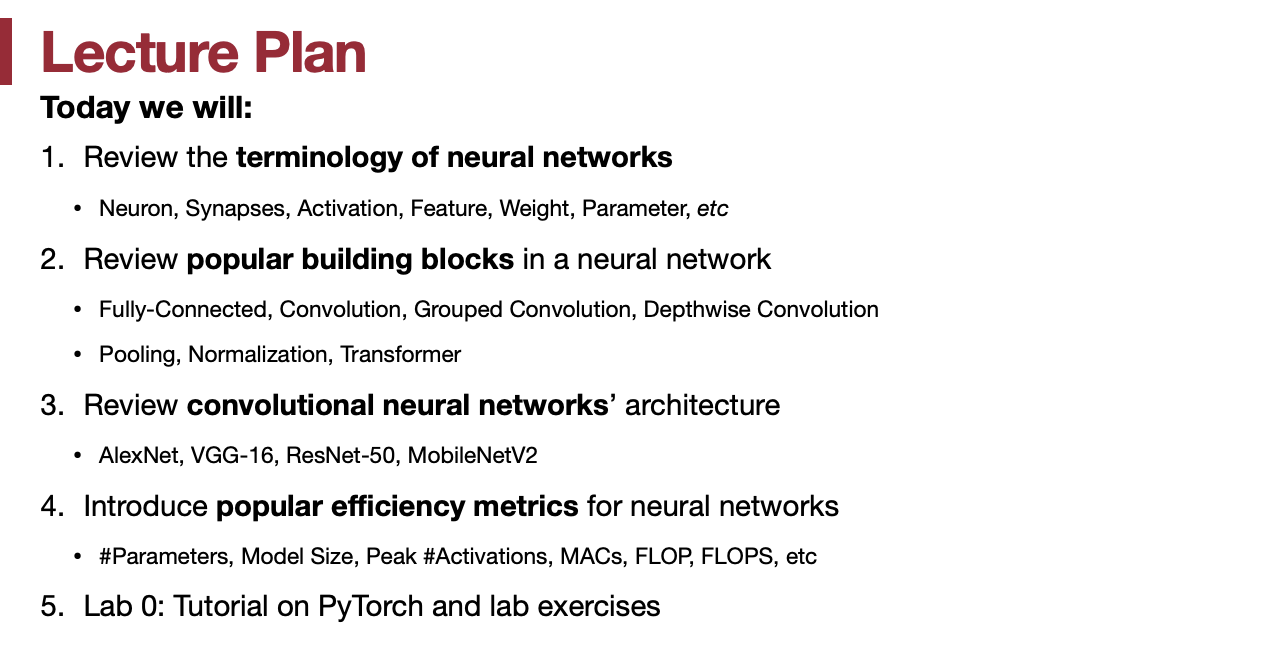 Lecture Plan
Today we will:
1. Review the terminology of neural networks
• Neuron, Synapses, Activation, Feature, Weight, Parameter, etc
2. Review popular building blocks in a neural network
• Fully-Connected, Convolution, Grouped Convolution, Depthwise Convolution
• Pooling, Normalization, Transformer
3. Review convolutional neural networks’ architecture
• AlexNet, VGG-16, ResNet-50, MobileNetV2
4. Introduce popular efficiency metrics for neural networks
• #Parameters, Model Size, Peak #Activations, MACs, FLOP, FLOPS, etc
5. Lab 0: Tutorial on PyTorch and lab exercises